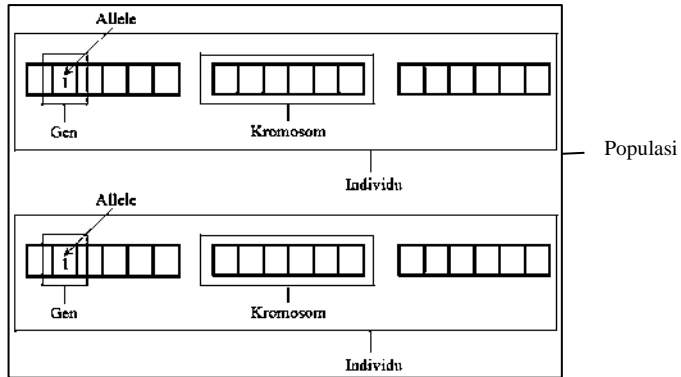 Allele
1
Gen
Kromosom
Individu
Populasi
Allele
1
Gen
Kromosom
Individu